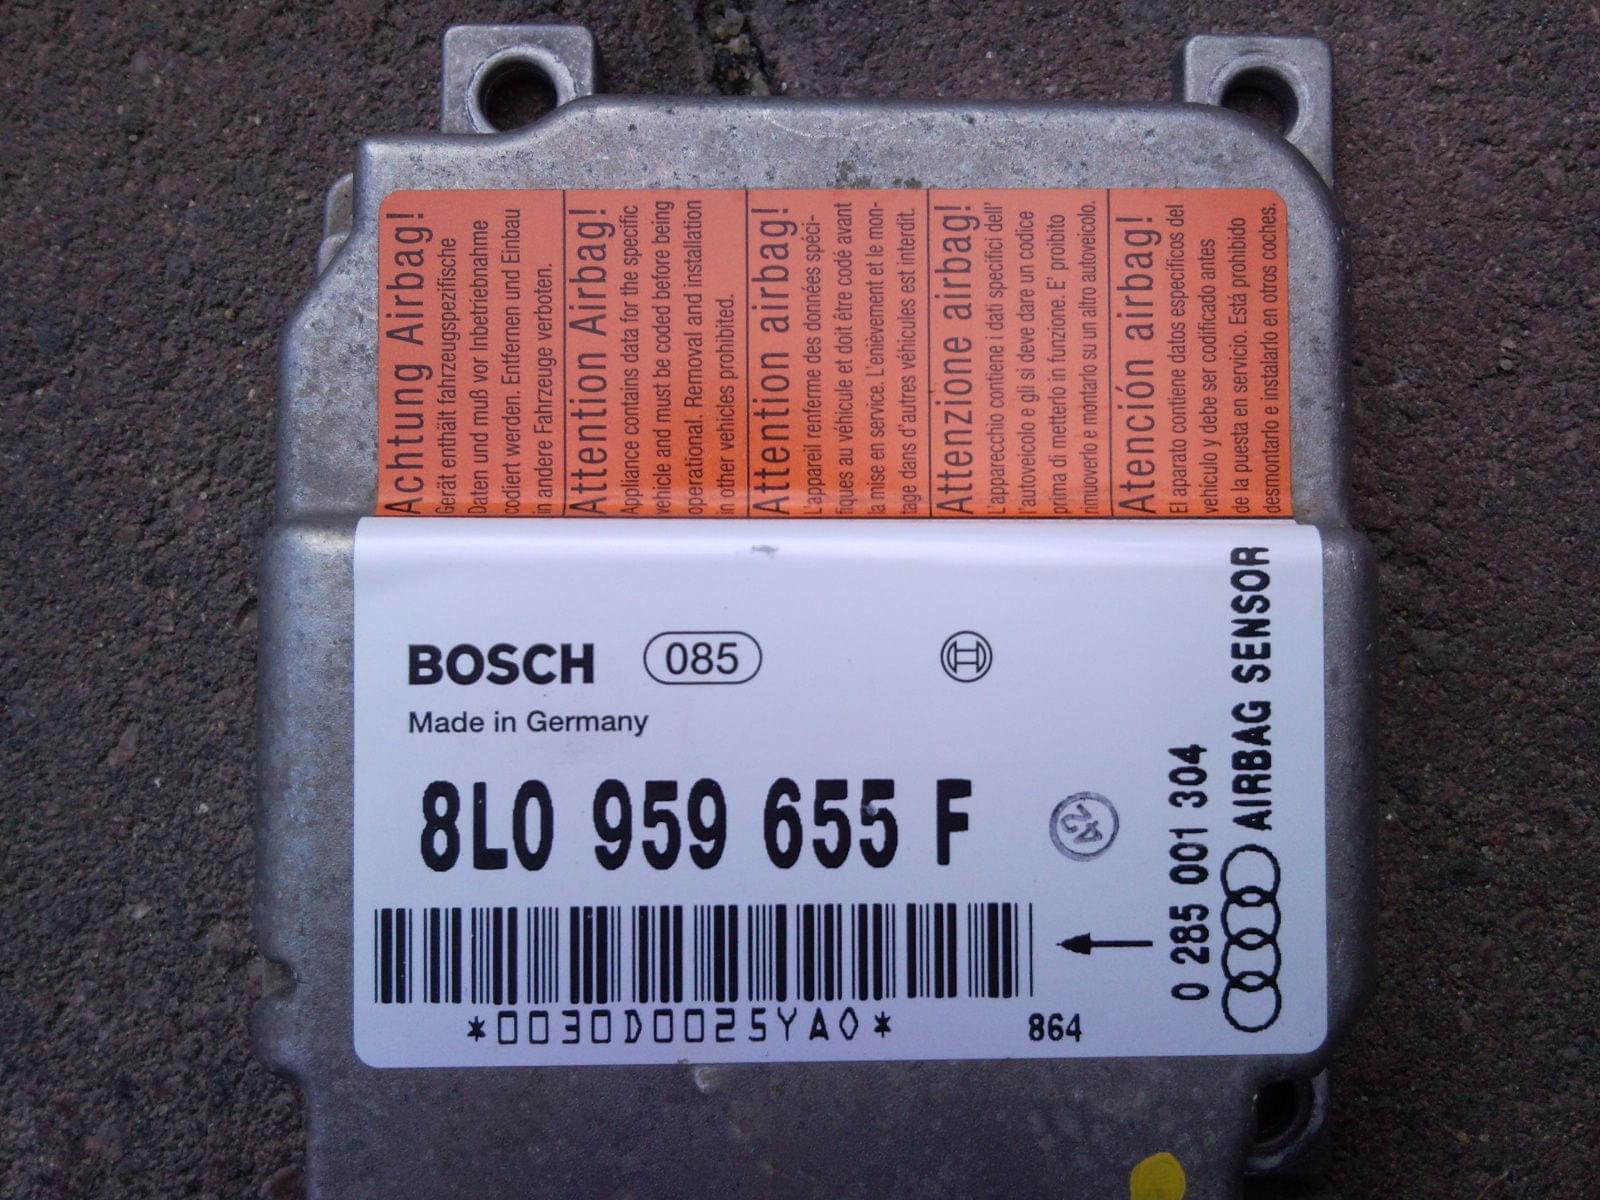 Achtung Airbag!
Gerät enthält fahrzeugspezifische
Daten und muß vor Inbetriebnahme
codiert werden. Entfernen und Einbau
in andere Fahrzeuge verboten.
Attention Airbag!
Appliance contains data for the specific
vehicle and must be coded before being
operational. Removal and installation
in other vehicles prohibited.
Attention airbag!
L'appareil renferme des données spéci-
fiques au véhicule et doit être codé avant
la mise en service. L'enièvement et le mon-
tage dans d'autres véhicules est interdit.
Attenzione airbag!
L'apparecchio contiene i dati specifici dell'
l'autoveicolo e gli si deve dare un codice
prima di metterlo in funzione. E' proibito
rimuoverlo e montarlo su un altro autoveicolo.
Atención airbag!
El aparato contiene datos específicos del
vehículo y debe ser codificado antes
de la puesta en servicio. Está prohibido
desmontarlo e instalarlo en otros coches.
BOSCH 085
Made in Germany
8L0 959 655 F
*0030D0025YA0*
864
0 285 001 304
AIRBAG SENSOR